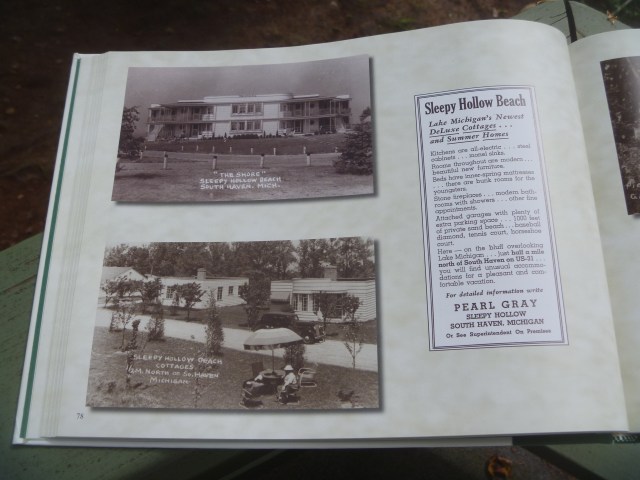 "THE SHORE"
SLEEPY HOLLOW BEACH
SOUTH HAVEN, MICH.
SLEEPY HOLLOW BEACH
COTTAGES
1/2 M. NORTH OF SO. HAVEN
MICHIGAN
78
Sleepy Hollow Beach
Lake Michigan's Newest
DeLuxe Cottages . . .
and Summer Homes
Kitchens are all-electric . . . steel
cabinets . . . monel sinks.
Rooms throughout are modern . . .
beautiful new furniture.
Beds have inner-spring mattresses
. . . there are bunk rooms for the
youngsters.
Stone fireplaces . . . modern bath-
rooms with showers . . . other fine
appointments.
Attached garages with plenty of
extra parking space . . . 1200 feet
of private sand beach . . . baseball
diamond, tennis court, horseshoe
court.
Here — on the bluff overlooking
Lake Michigan . . . just half a mile
north of South Haven on US-31 . . .
you will find unusual accommo-
dations for a pleasant and com-
fortable vacation.
For detailed information write
PEARL GRAY
SLEEPY HOLLOW
SOUTH HAVEN, MICHIGAN
Or See Superintendent On Premises